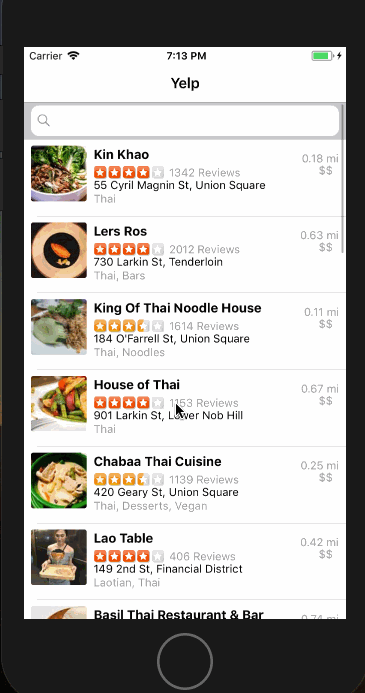 Carrier 7:13 PM
Yelp
Kin Khao 0.18 mi
1342 Reviews $$
55 Cyril Magnin St, Union Square
Thai
Lers Ros 0.63 mi
2012 Reviews $$
730 Larkin St, Tenderloin
Thai, Bars
King Of Thai Noodle House 0.11 mi
1614 Reviews $$
184 O'Farrell St, Union Square
Thai, Noodles
House of Thai 0.67 mi
1153 Reviews $$
901 Larkin St, Lower Nob Hill
Thai
Chabaa Thai Cuisine 0.25 mi
1139 Reviews $$
420 Geary St, Union Square
Thai, Desserts, Vegan
Lao Table 0.42 mi
406 Reviews $$
149 2nd St, Financial District
Laotian, Thai
Basil Thai Restaurant & Bar 0.74 mi